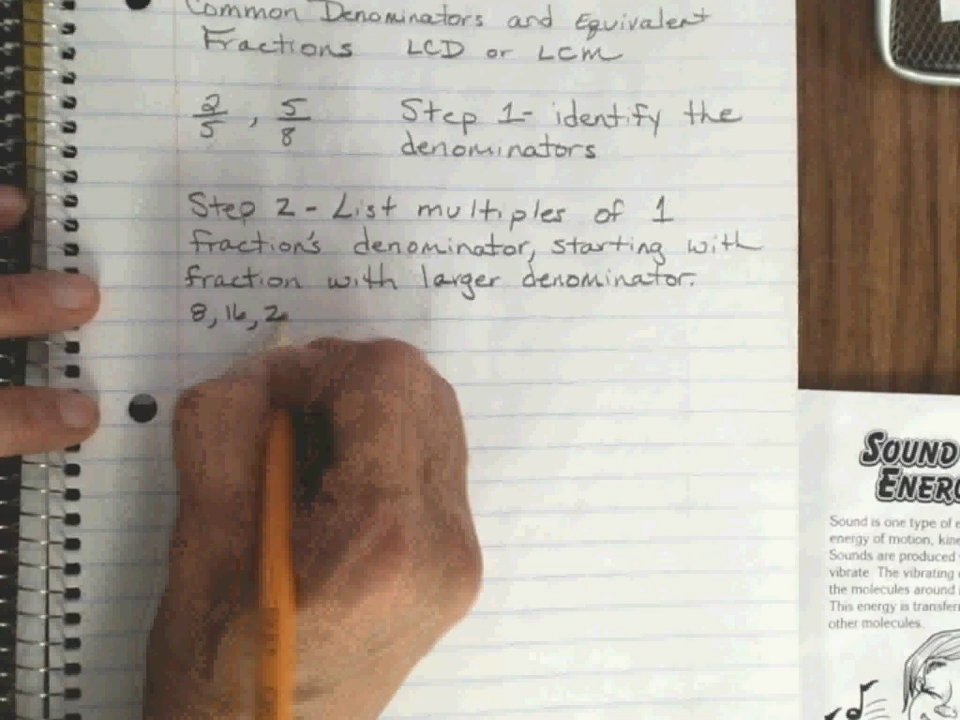 Common Denominators and Equivalent
Fractions LCD or LCM
2/5 , 5/8 Step 1- identify the
denominators
Step 2 - List multiples of 1
fraction's denominator, starting with
fraction with larger denominator.
8, 16, 2
SOUND
ENERG
Sound is one type of e
energy of motion, kine
Sounds are produced
vibrate. The vibrating
the molecules around
This energy is transfer
other molecules.